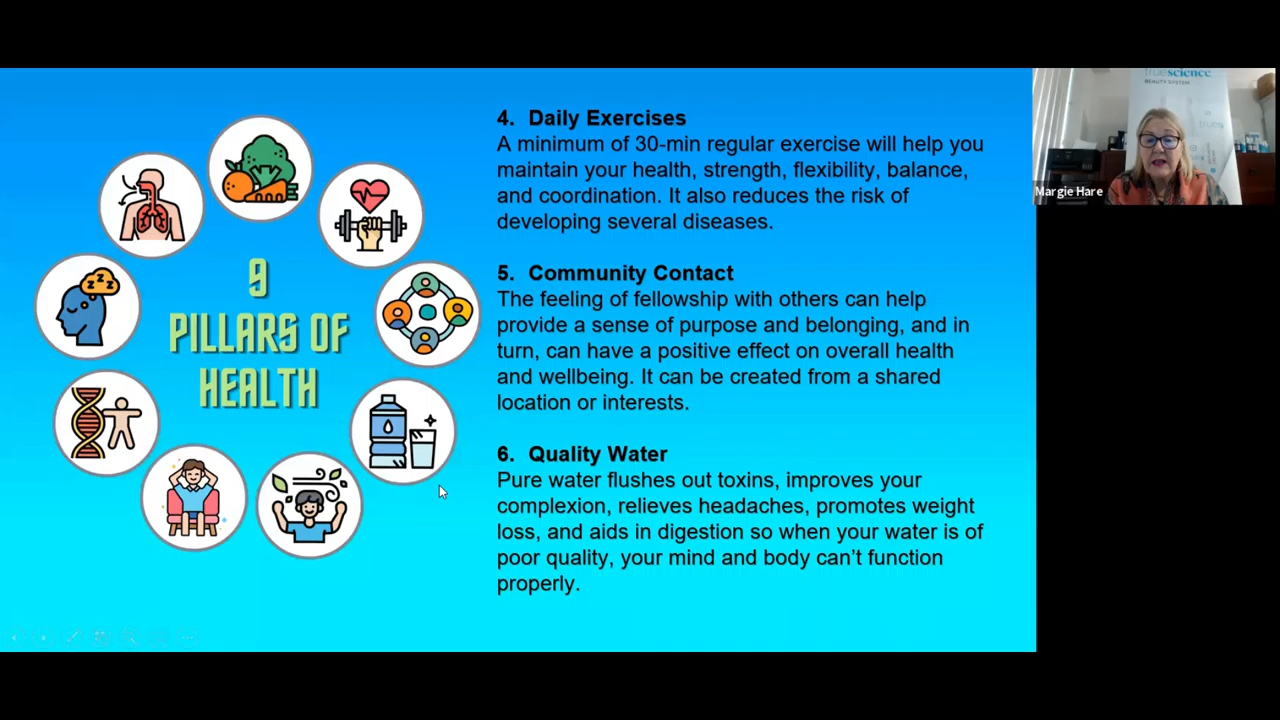 9
PILLARS OF
HEALTH
4. Daily Exercises
A minimum of 30-min regular exercise will help you
maintain your health, strength, flexibility, balance,
and coordination. It also reduces the risk of
developing several diseases.
5. Community Contact
The feeling of fellowship with others can help
provide a sense of purpose and belonging, and in
turn, can have a positive effect on overall health
and wellbeing. It can be created from a shared
location or interests.
6. Quality Water
Pure water flushes out toxins, improves your
complexion, relieves headaches, promotes weight
loss, and aids in digestion so when your water is of
poor quality, your mind and body can’t function
properly.
truescience
BEAUTY SYSTEM
Margie Hare